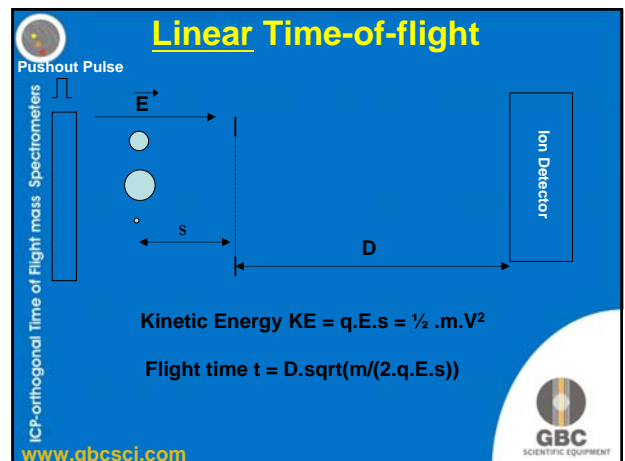 Linear Time-of-flight
Pushout Pulse
E
s
D
Ion Detector
Kinetic Energy KE = q.E.s = ½ .m.V²
Flight time t = D.sqrt(m/(2.q.E.s))
ICP-orthogonal Time of Flight mass Spectrometers
www.gbcsci.com
GBC
SCIENTIFIC EQUIPMENT